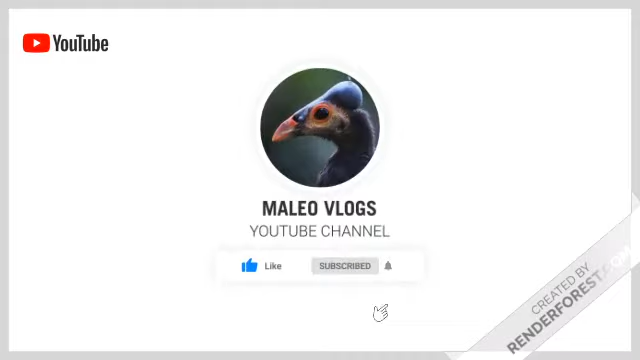 YouTube
MALEO VLOGS
YOUTUBE CHANNEL
Like
SUBSCRIBED
CREATED BY
RENDERFOREST.COM